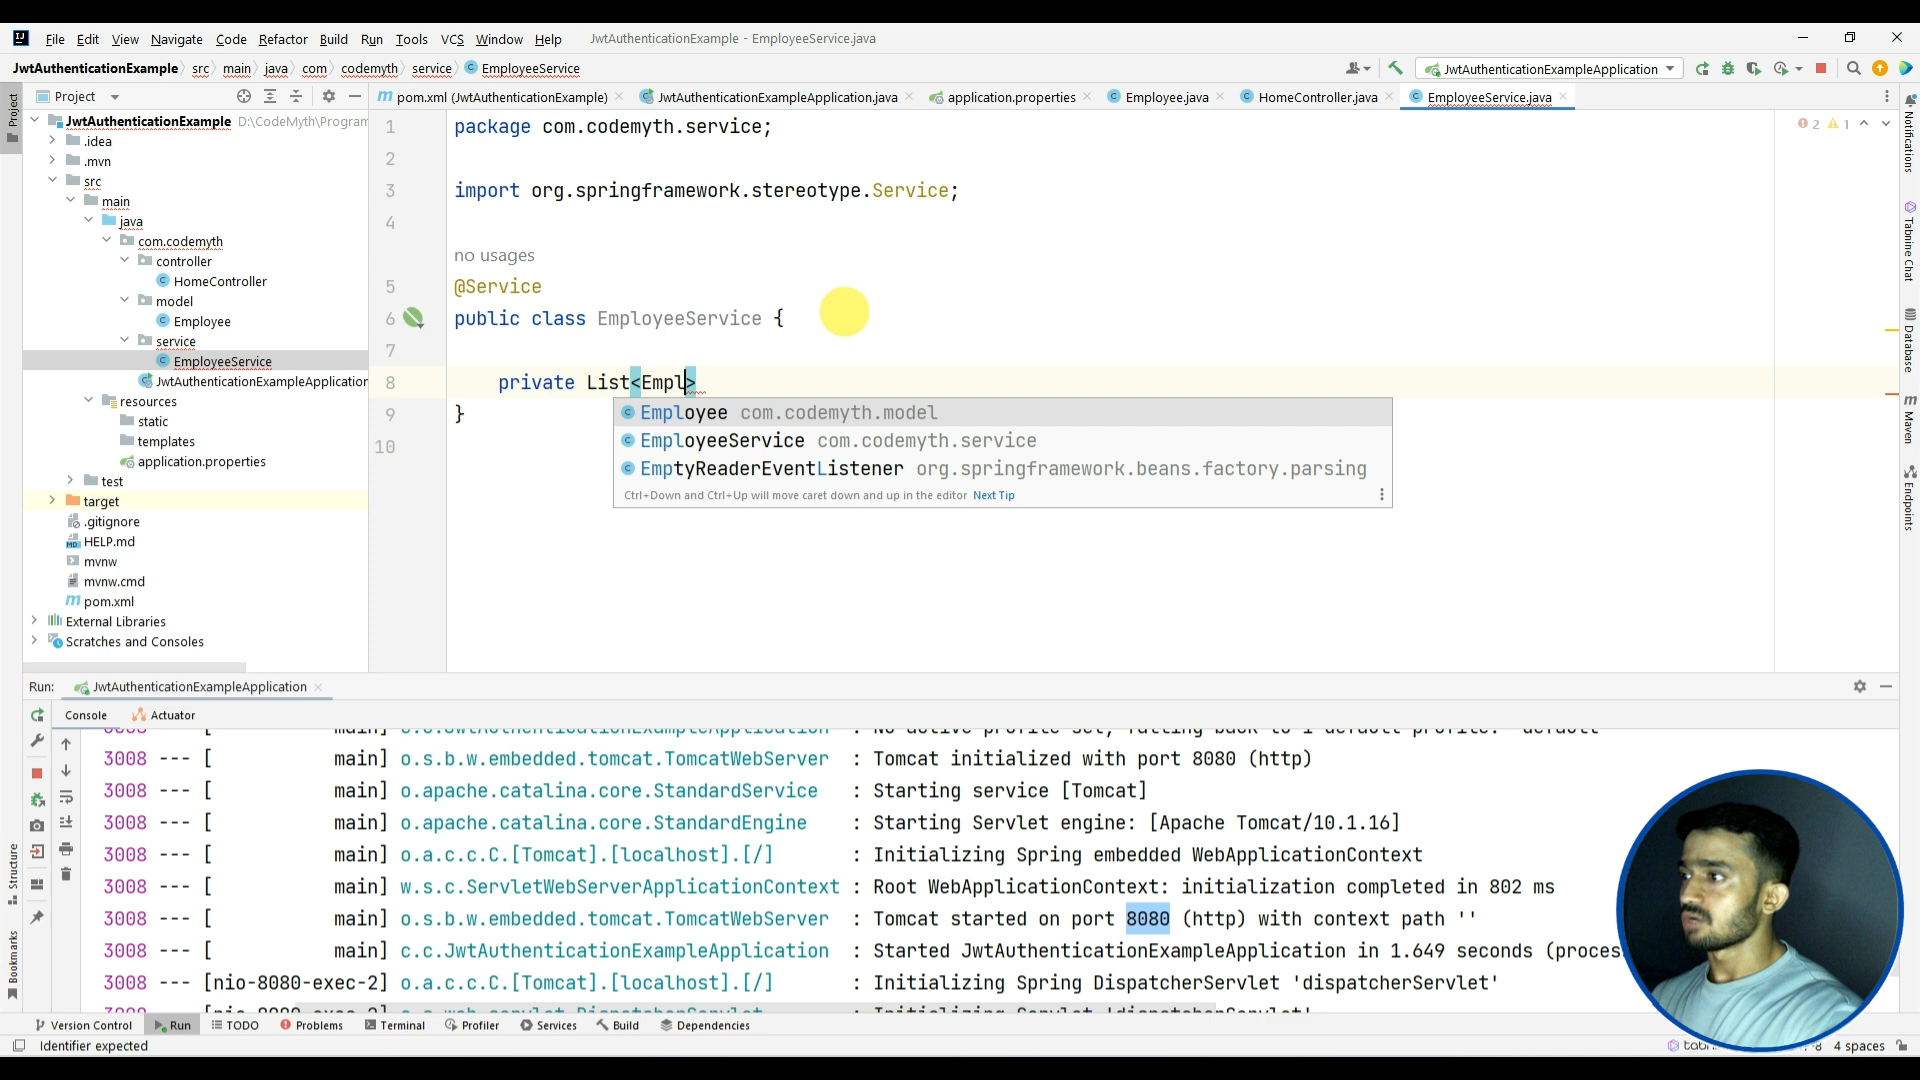 File Edit View Navigate Code Refactor Build Run Tools VCS Window Help JwtAuthenticationExample - EmployeeService.java
JwtAuthenticationExample src main java com codemyth service EmployeeService JwtAuthenticationExampleApplication
Project
pom.xml (JwtAuthenticationExample) JwtAuthenticationExampleApplication.java application.properties Employee.java HomeController.java EmployeeService.java
Project
JwtAuthenticationExample D:\CodeMyth\Program
.idea
.mvn
src
main
java
com.codemyth
controller
HomeController
model
Employee
service
EmployeeService
JwtAuthenticationExampleApplication
resources
static
templates
application.properties
test
target
.gitignore
HELP.md
mvnw
mvnw.cmd
pom.xml
External Libraries
Scratches and Consoles
1 package com.codemyth.service;
2
3 import org.springframework.stereotype.Service;
4
no usages
5 @Service
6 public class EmployeeService {
7
8 private List<Empl>
9 }
10
2 1
Employee com.codemyth.model
EmployeeService com.codemyth.service
EmptyReaderEventListener org.springframework.beans.factory.parsing
Ctrl+Down and Ctrl+Up will move caret down and up in the editor Next Tip
Notifications
Tabnine Chat
Database
Maven
Endpoints
Run: JwtAuthenticationExampleApplication
Console Actuator
3008 --- [ main] o.s.b.w.embedded.tomcat.TomcatWebServer : Tomcat initialized with port 8080 (http)
3008 --- [ main] o.apache.catalina.core.StandardService : Starting service [Tomcat]
3008 --- [ main] o.apache.catalina.core.StandardEngine : Starting Servlet engine: [Apache Tomcat/10.1.16]
3008 --- [ main] o.a.c.c.C.[Tomcat].[localhost].[/] : Initializing Spring embedded WebApplicationContext
3008 --- [ main] w.s.c.ServletWebServerApplicationContext : Root WebApplicationContext: initialization completed in 802 ms
3008 --- [ main] o.s.b.w.embedded.tomcat.TomcatWebServer : Tomcat started on port 8080 (http) with context path ''
3008 --- [ main] c.c.JwtAuthenticationExampleApplication : Started JwtAuthenticationExampleApplication in 1.649 seconds (proces
3008 --- [nio-8080-exec-2] o.a.c.c.C.[Tomcat].[localhost].[/] : Initializing Spring DispatcherServlet 'dispatcherServlet'
Structure
Bookmarks
Version Control Run TODO Problems Terminal Profiler Services Build Dependencies
Identifier expected 4 spaces